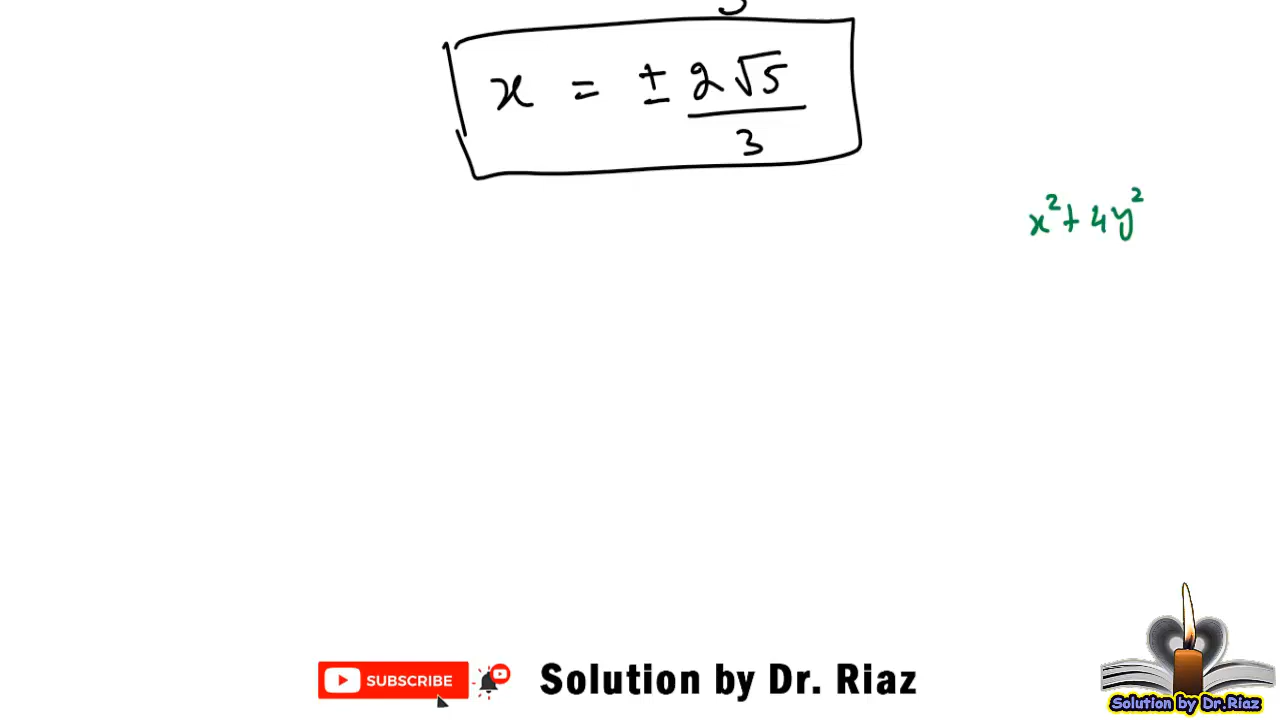 x = ± 2√5/3
x² + 4y²
SUBSCRIBE
Solution by Dr. Riaz
Solution by Dr.Riaz